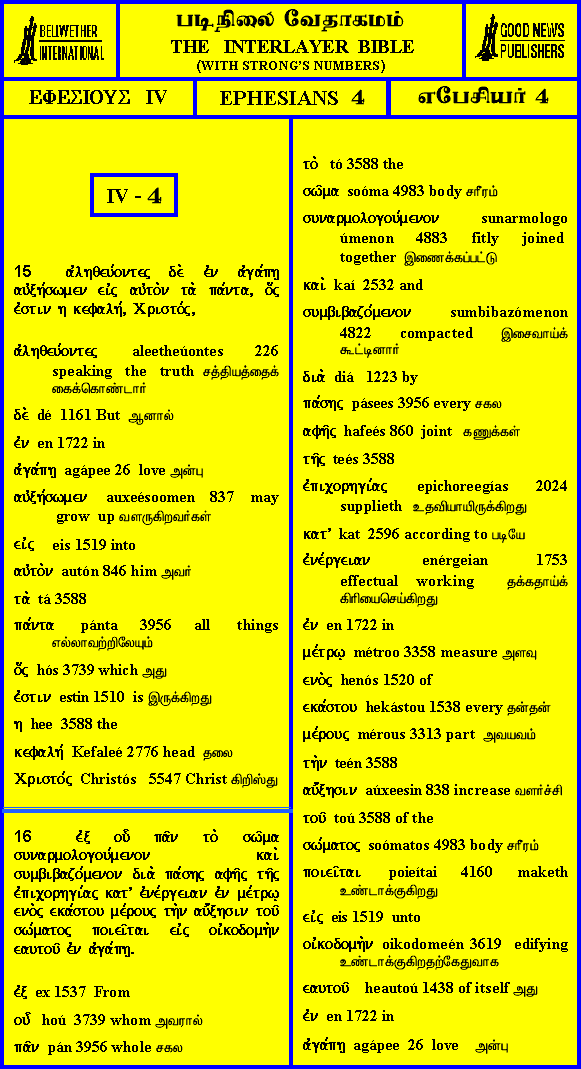 BELIWETHER
INTERNATIONAL
படிநிலை வேதாகமம்
THE INTERLAYER BIBLE
(WITH STRONG'S NUMBERS)
GOOD NEWS
PUBLISHERS
ΕΦΕΣΙΟΥΣ IV
EPHESIANS 4
எபேசியர் 4
IV - 4
15 ἀληθεύοντες δὲ ἐν ἀγάπῃ
αὐξήσωμεν εἰς αὐτὸν τὰ πάντα, ὅς
ἐστιν η κεφαλή, Χριστός,
ἀληθεύοντες aleetheúontes 226
speaking the truth சத்தியத்தைக்
கைக்கொண்டார்
δὲ dé 1161 But ஆனால்
ἐν en 1722 in
ἀγάπῃ agápee 26 love அன்பு
αὐξήσωμεν auxeésoomen 837 may
grow up வளருகிறவர்கள்
εἰς eis 1519 into
αὐτὸν autón 846 him அவர்
τὰ tá 3588
πάντα pánta 3956 all things
எல்லாவற்றிலேயும்
ὅς hós 3739 which அது
ἐστιν estin 1510 is இருக்கிறது
η hee 3588 the
κεφαλή Kefaleé 2776 head தலை
Χριστός Christós 5547 Christ கிறிஸ்து
16 ἐξ οὗ πᾶν τὸ σῶμα
συναρμολογούμενον καὶ
συμβιβαζόμενον διὰ πάσης αφῆς τῆς
ἐπιχορηγίας κατ’ ἐνέργειαν ἐν μέτρῳ
ενὸς εκάστου μέρους τὴν αὔξησιν τοῦ
σώματος ποιεῖται εἰς οἰκοδομὴν
εαυτοῦ ἐν ἀγάπῃ.
ἐξ ex 1537 From
οὗ hoú 3739 whom அவரால்
πᾶν pán 3956 whole சகல
τὸ tó 3588 the
σῶμα soóma 4983 body சரீரம்
συναρμολογούμενον sunarmologo
úmenon 4883 fitly joined
together இணைக்கப்பட்டு
καὶ kaí 2532 and
συμβιβαζόμενον sumbibazómenon
4822 compacted இசைவாய்க்
கூட்டினார்
διὰ diá 1223 by
πάσης pásees 3956 every சகல
αφῆς hafeés 860 joint கணுக்கள்
τῆς teés 3588
ἐπιχορηγίας epichoreegías 2024
supplieth உதவியாயிருக்கிறது
κατ’ kat 2596 according to படியே
ἐνέργειαν enérgeian 1753
effectual working தக்கதாய்க்
கிரியைசெய்கிறது
ἐν en 1722 in
μέτρῳ métroo 3358 measure அளவு
ενὸς henós 1520 of
εκάστου hekástou 1538 every தன்தன்
μέρους mérous 3313 part அவயவம்
τὴν teén 3588
αὔξησιν aúxeesin 838 increase வளர்ச்சி
τοῦ toú 3588 of the
σώματος soómatos 4983 body சரீரம்
ποιεῖται poieítai 4160 maketh
உண்டாக்குகிறது
εἰς eis 1519 unto
οἰκοδομὴν oikodomeén 3619 edifying
உண்டாக்குகிறதற்கேதுவாக
εαυτοῦ heautoú 1438 of itself அது
ἐν en 1722 in
ἀγάπῃ agápee 26 love அன்பு